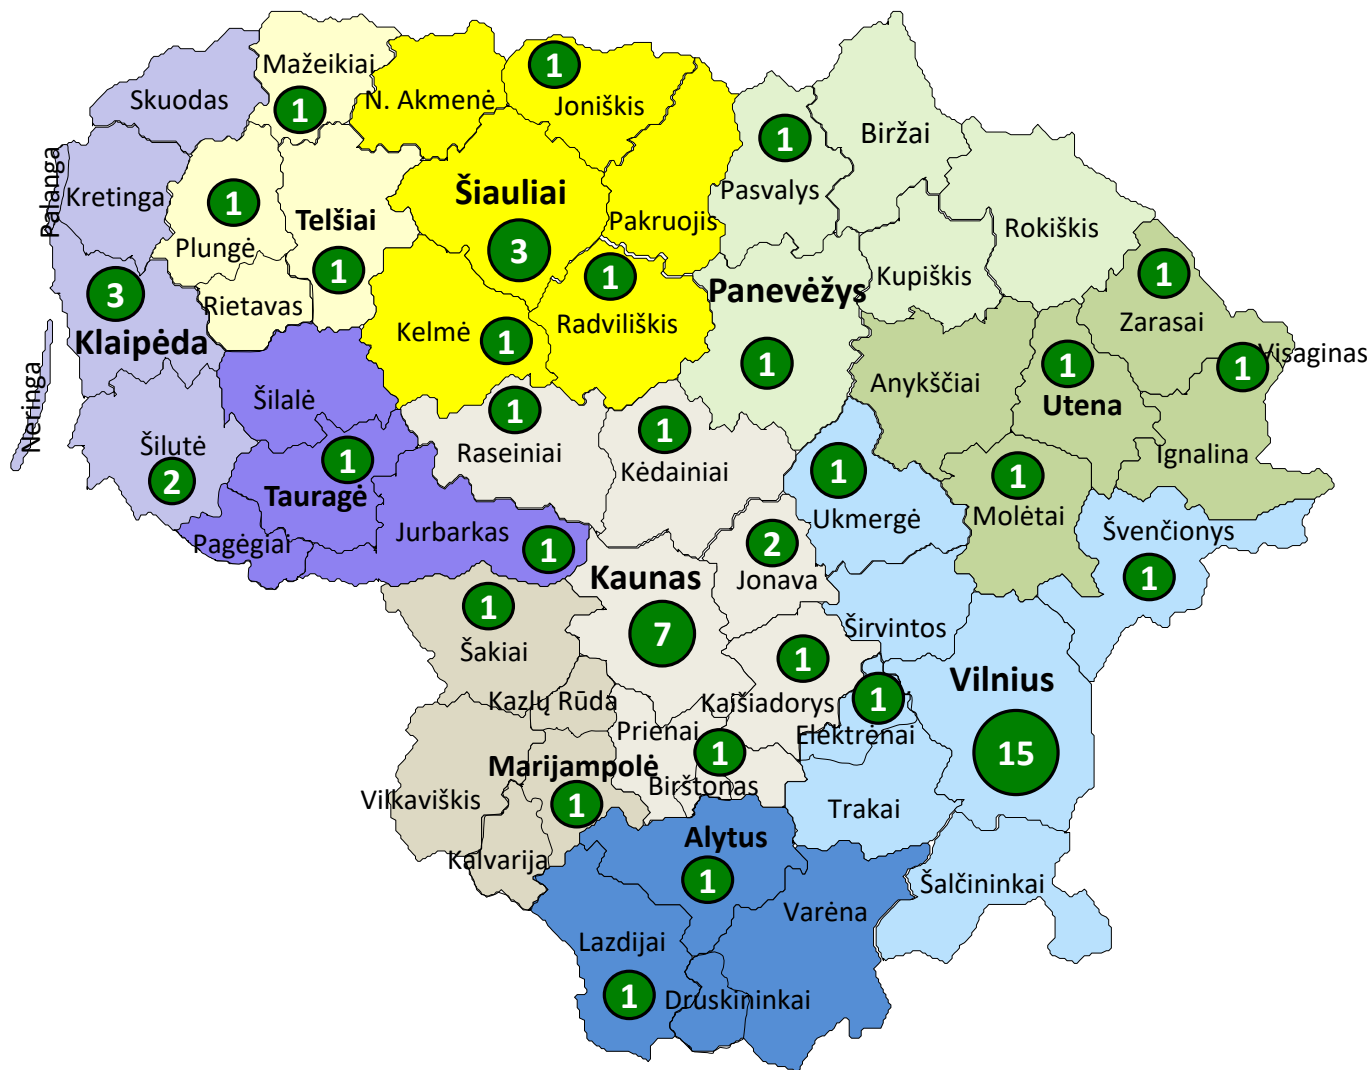 Mažeikiai
1
Skuodas
N. Akmenė
1
Joniškis
Palanga
Kretinga
1
Plungė
Telšiai
1
Rietavas
Šiauliai
3
Pakruojis
1
Pasvalys
Biržai
Rokiškis
Kupiškis
Panevėžys
1
1
Radviliškis
Kelmė
1
3
Klaipėda
Neringa
Šilutė
2
Šilalė
1
Tauragė
Pagėgiai
Jurbarkas
1
1
Raseiniai
1
Kėdainiai
Anykščiai
1
Utena
1
Zarasai
1
Visaginas
Ignalina
1
Molėtai
1
Ukmergė
Švenčionys
1
2
Jonava
Kaunas
7
1
Šakiai
Kazlų Rūda
Širvintos
1
Kaišiadorys
1
Elektrėnai
Vilnius
15
Prienai
1
Birštonas
Marijampolė
1
Vilkaviškis
Kalvarija
Trakai
Šalčininkai
Alytus
1
Varėna
Lazdijai
1
Druskininkai